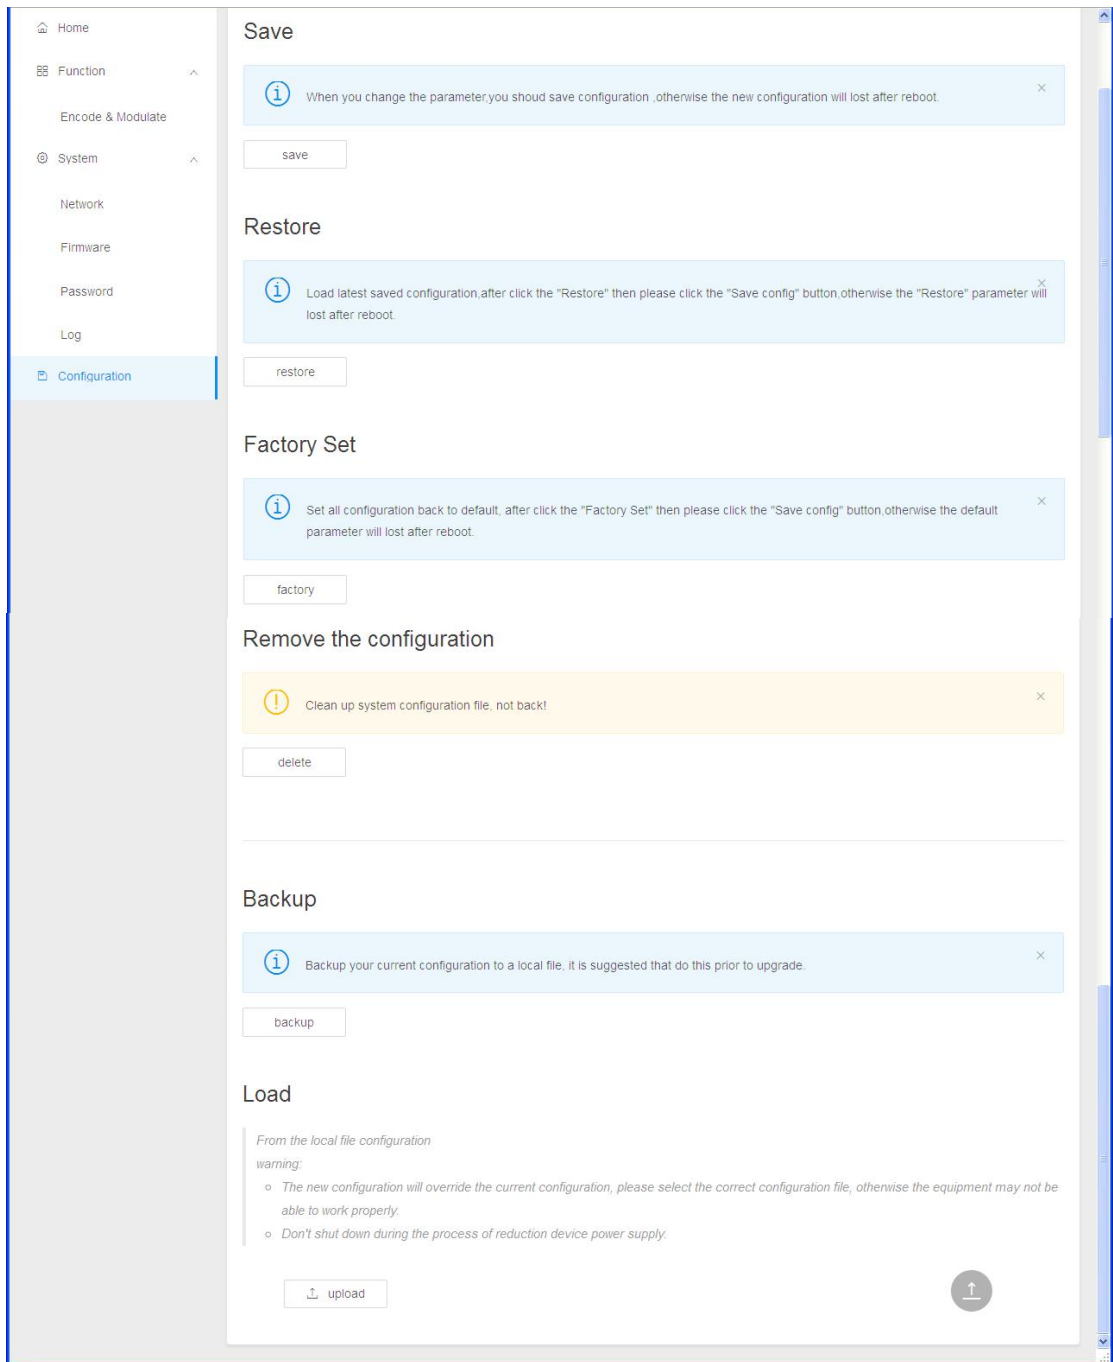 Home
Function
Encode & Modulate
System
Network
Firmware
Password
Log
Configuration
Save
When you change the parameter,you shoud save configuration ,otherwise the new configuration will lost after reboot.
save
Restore
Load latest saved configuration,after click the "Restore" then please click the "Save config" button,otherwise the "Restore" parameter will
lost after reboot.
restore
Factory Set
Set all configuration back to default, after click the "Factory Set" then please click the "Save config" button,otherwise the default
parameter will lost after reboot.
factory
Remove the configuration
Clean up system configuration file, not back!
delete
Backup
Backup your current configuration to a local file, it is suggested that do this prior to upgrade.
backup
Load
From the local file configuration
warning:
The new configuration will override the current configuration, please select the correct configuration file, otherwise the equipment may not be
able to work properly.
Don't shut down during the process of reduction device power supply.
upload